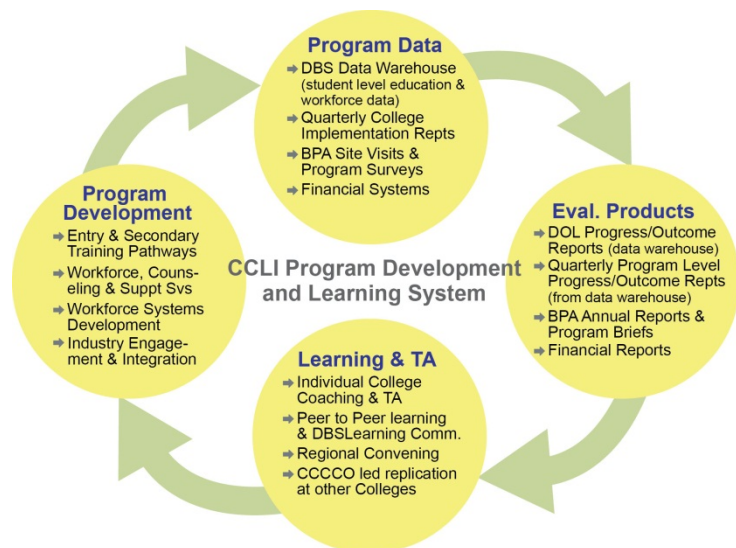 Program Data
➔ DBS Data Warehouse
(student level education &
workforce data)
➔ Quarterly College
Implementation Repts
➔ BPA Site Visits &
Program Surveys
➔ Financial Systems
Program
Development
➔ Entry & Secondary
Training Pathways
➔ Workforce, Couns-
eling & Suppt Svs
➔ Workforce Systems
Development
➔ Industry Engage-
ment & Integration
CCLI Program Development
and Learning System
Eval. Products
➔ DOL Progress/Outcome
Reports (data warehouse)
➔ Quarterly Program Level
Progress/Outcome Repts
(from data warehouse)
➔ BPA Annual Reports &
Program Briefs
➔ Financial Reports
Learning & TA
➔ Individual College
Coaching & TA
➔ Peer to Peer learning
& DBSLearning Comm.
➔ Regional Convening
➔ CCCCO led replication
at other Colleges